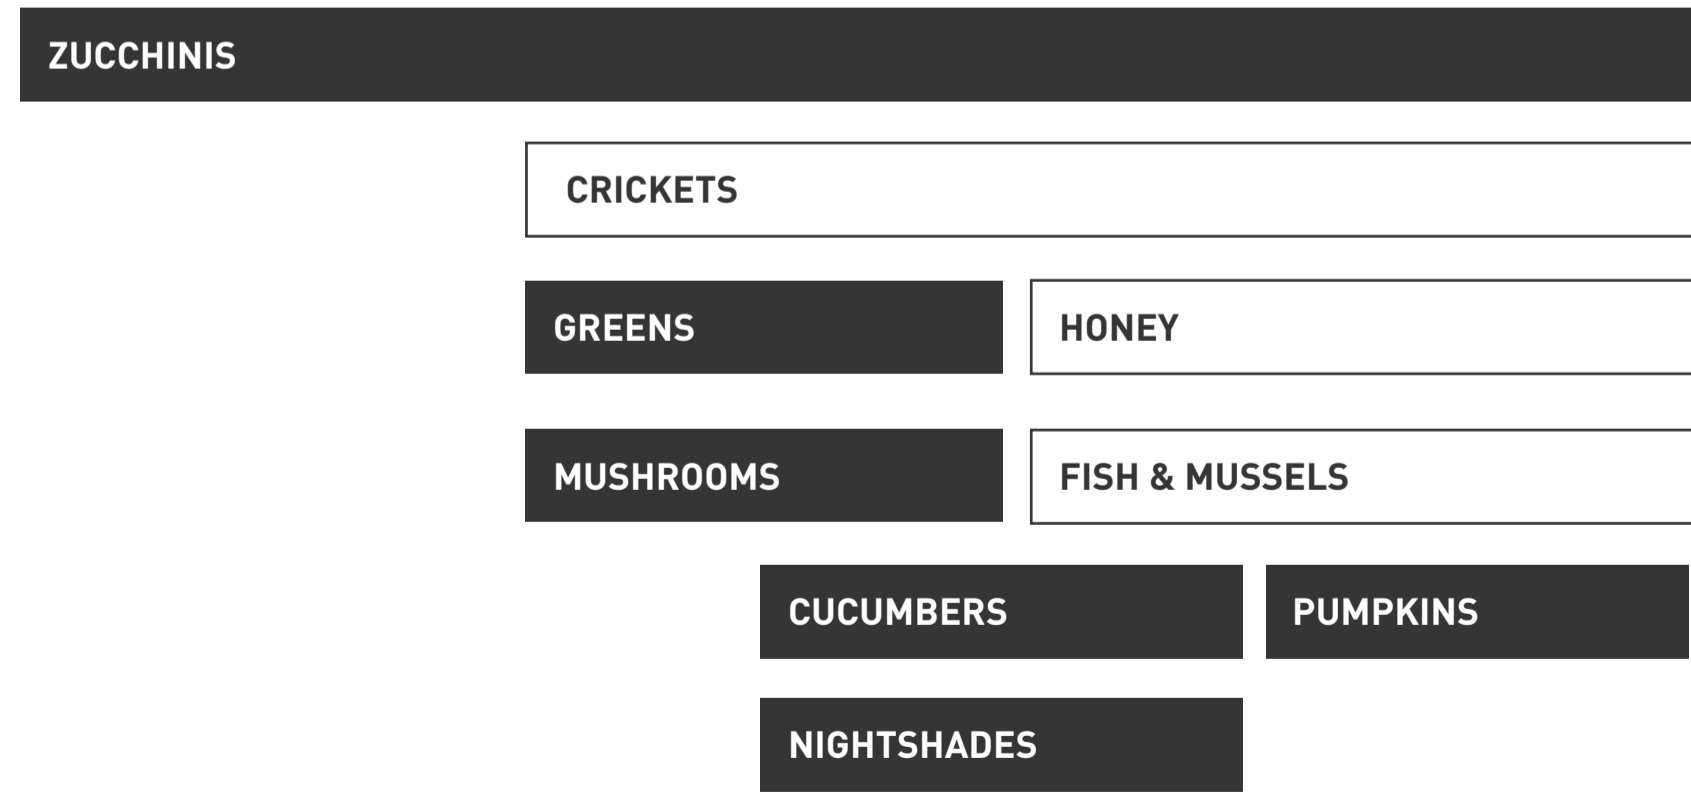 ZUCCHINIS
CRICKETS
GREENS
HONEY
MUSHROOMS
FISH & MUSSELS
CUCUMBERS
PUMPKINS
NIGHTSHADES